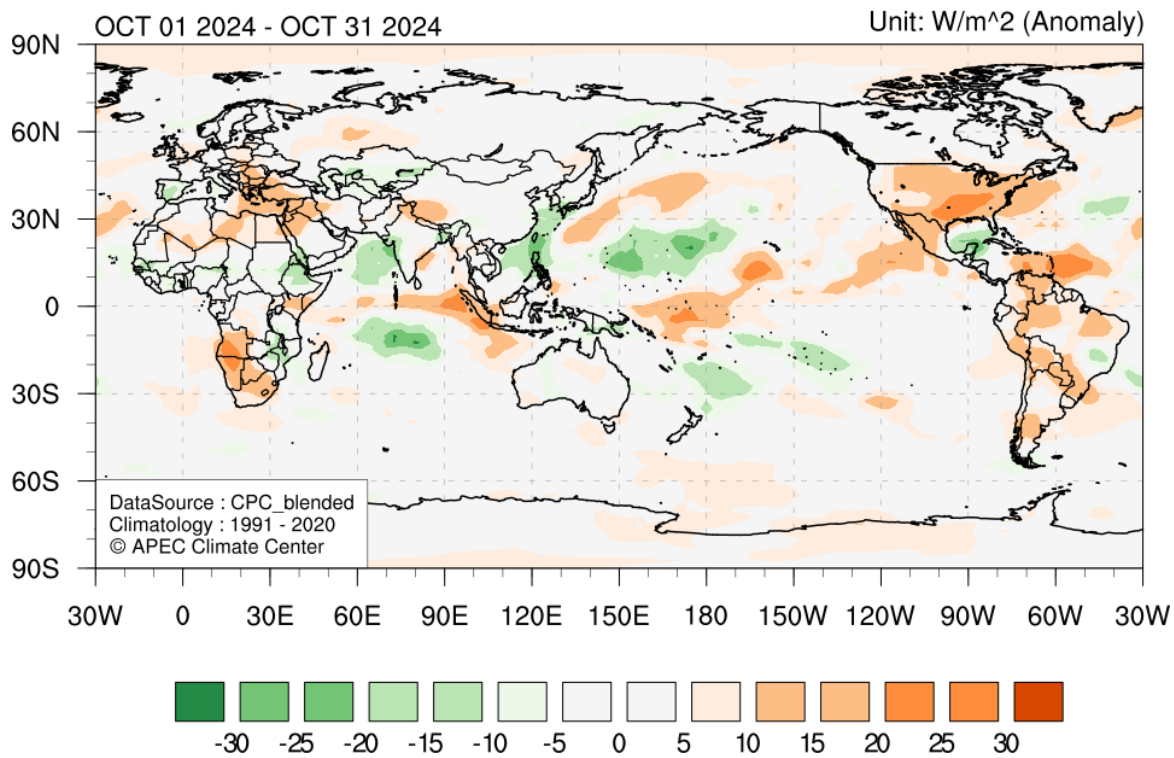 OCT 01 2024 - OCT 31 2024
Unit: W/m^2 (Anomaly)
90N
60N
30N
0
30S
60S
90S
DataSource : CPC_blended
Climatology : 1991 - 2020
© APEC Climate Center
30W 0 30E 60E 90E 120E 150E 180 150W 120W 90W 60W 30W
-30 -25 -20 -15 -10 -5 0 5 10 15 20 25 30